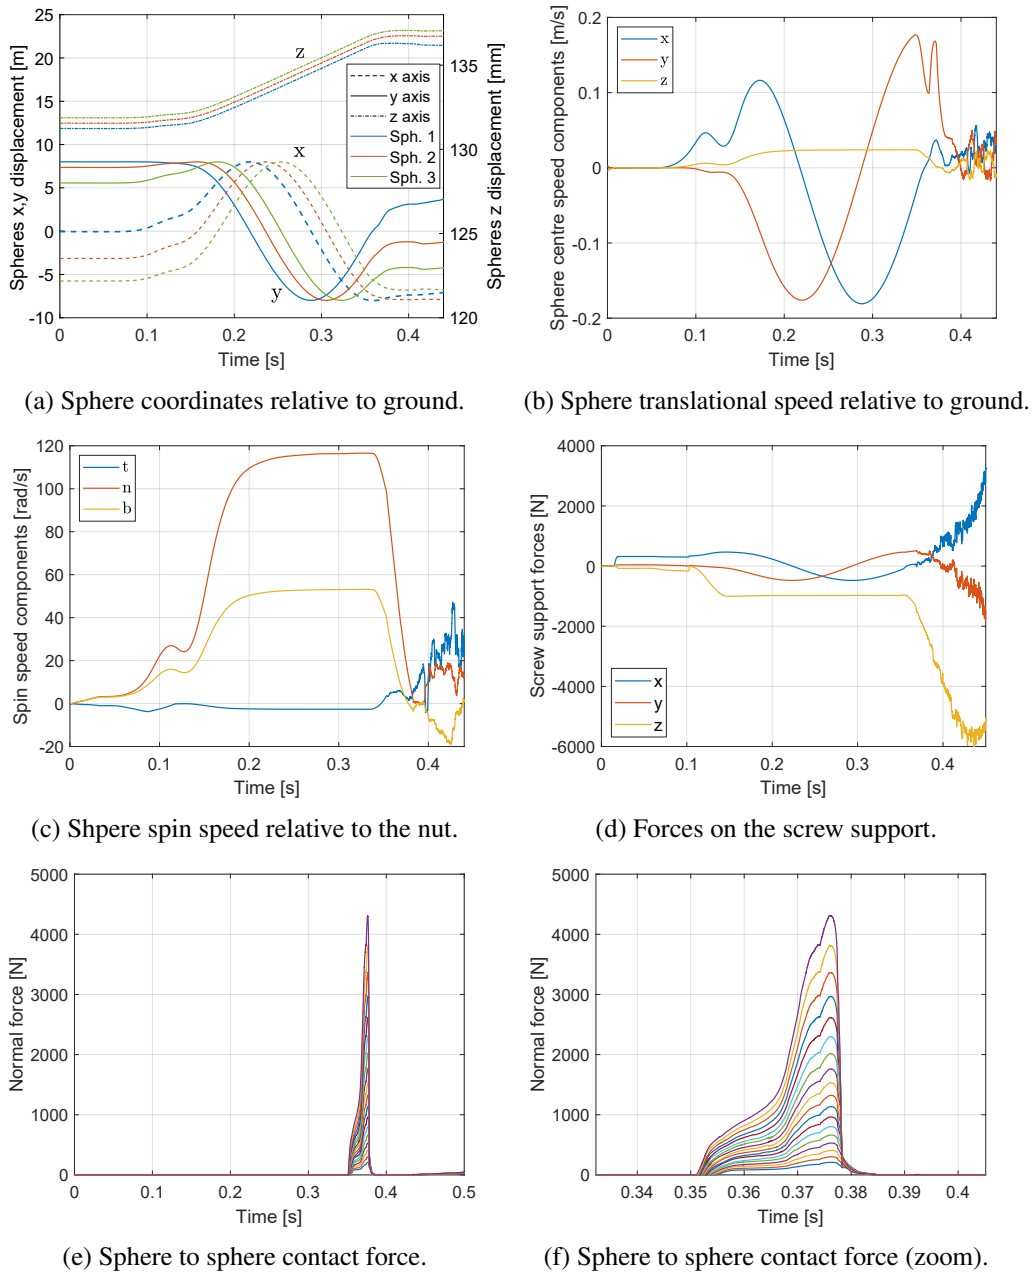 25
20
15
10
5
0
-5
-10
Spheres x,y displacement [m]
135
130
125
120
Spheres z displacement [mm]
0 0.1 0.2 0.3 0.4
Time [s]
z
x
y
x axis
y axis
z axis
Sph. 1
Sph. 2
Sph. 3
(a) Sphere coordinates relative to ground.
0.2
0.1
0
-0.1
-0.2
Sphere centre speed components [m/s]
0 0.1 0.2 0.3 0.4
Time [s]
x
y
z
(b) Sphere translational speed relative to ground.
120
100
80
60
40
20
0
-20
Spin speed components [rad/s]
0 0.1 0.2 0.3 0.4
Time [s]
t
n
b
(c) Shpere spin speed relative to the nut.
4000
2000
0
-2000
-4000
-6000
Screw support forces [N]
0 0.1 0.2 0.3 0.4
Time [s]
x
y
z
(d) Forces on the screw support.
5000
4000
3000
2000
1000
0
Normal force [N]
0 0.1 0.2 0.3 0.4 0.5
Time [s]
(e) Sphere to sphere contact force.
5000
4000
3000
2000
1000
0
Normal force [N]
0.34 0.35 0.36 0.37 0.38 0.39 0.4
Time [s]
(f) Sphere to sphere contact force (zoom).